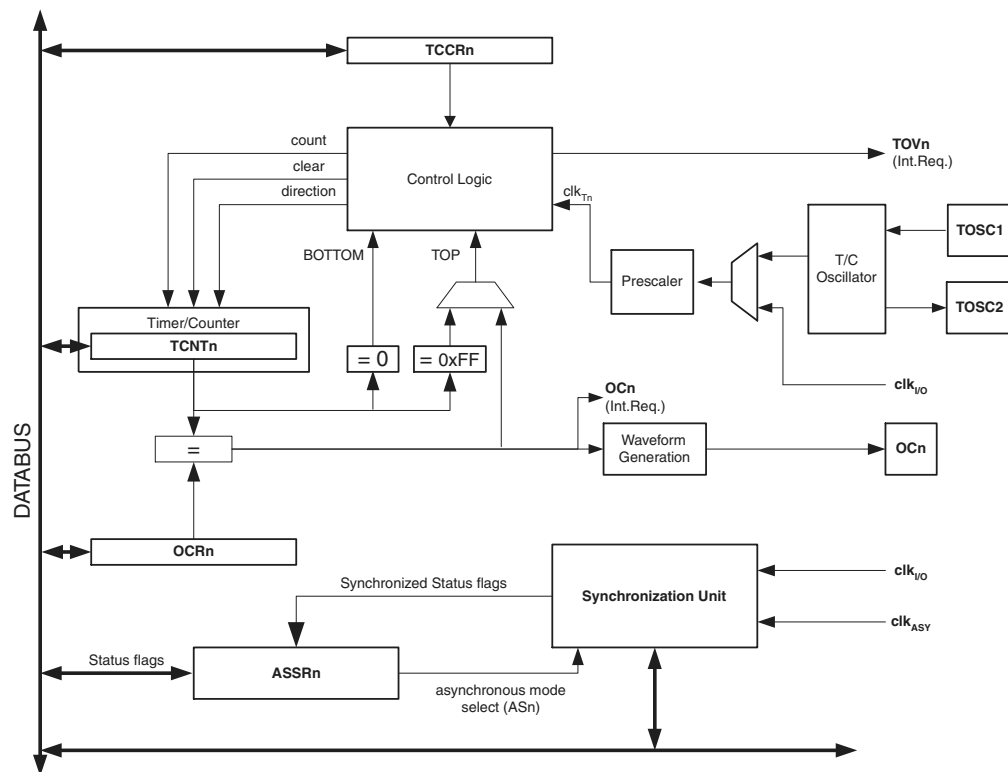 TCCRn
count
clear
direction
Control Logic
TOVn
(Int.Req.)
clkTn
BOTTOM
TOP
Prescaler
T/C
Oscillator
TOSC1
TOSC2
Timer/Counter
TCNTn
= 0
= 0xFF
OCn
(Int.Req.)
clkI/O
=
Waveform
Generation
OCn
DATABUS
OCRn
Synchronized Status flags
Synchronization Unit
clkI/O
clkASY
Status flags
ASSRn
asynchronous mode
select (ASn)